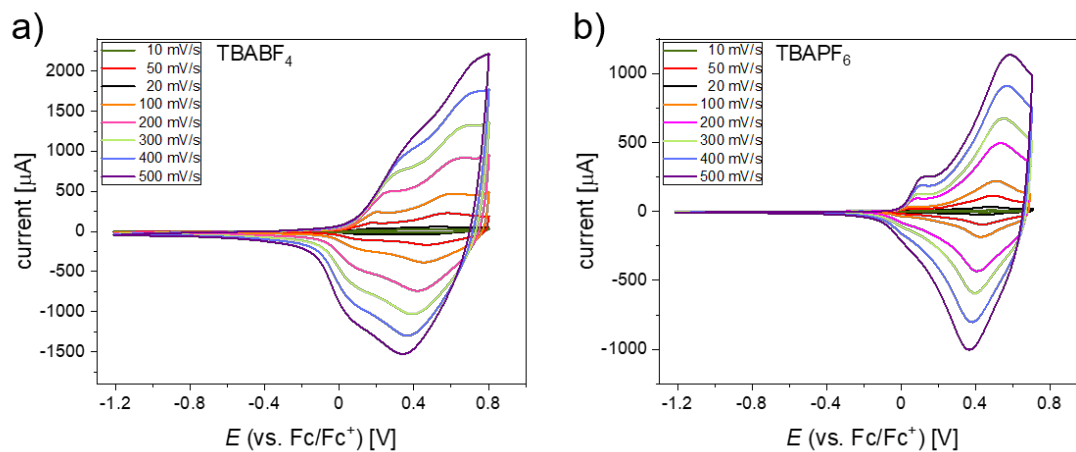 a)
TBABF4
10 mV/s
50 mV/s
20 mV/s
100 mV/s
200 mV/s
300 mV/s
400 mV/s
500 mV/s
2000
1500
1000
500
0
-500
-1000
-1500
current [µA]
-1.2 -0.8 -0.4 0 0.4 0.8
E (vs. Fc/Fc+) [V]
b)
TBAPF6
10 mV/s
50 mV/s
20 mV/s
100 mV/s
200 mV/s
300 mV/s
400 mV/s
500 mV/s
1000
500
0
-500
-1000
current [µA]
-1.2 -0.8 -0.4 0 0.4 0.8
E (vs. Fc/Fc+) [V]